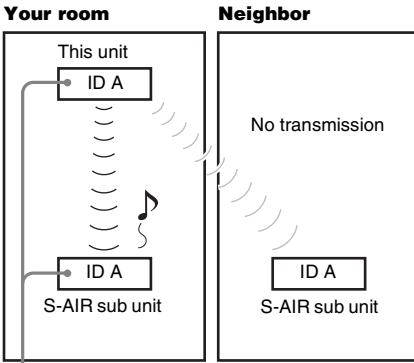 Your room
This unit
ID A
ID A
S-AIR sub unit
Neighbor
No transmission
ID A
S-AIR sub unit